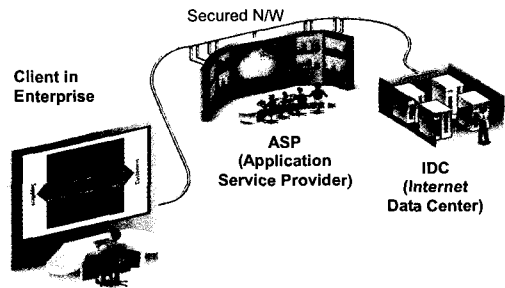 Secured N/W
Client in
Enterprise
ASP
(Application
Service Provider)
IDC
(Internet
Data Center)